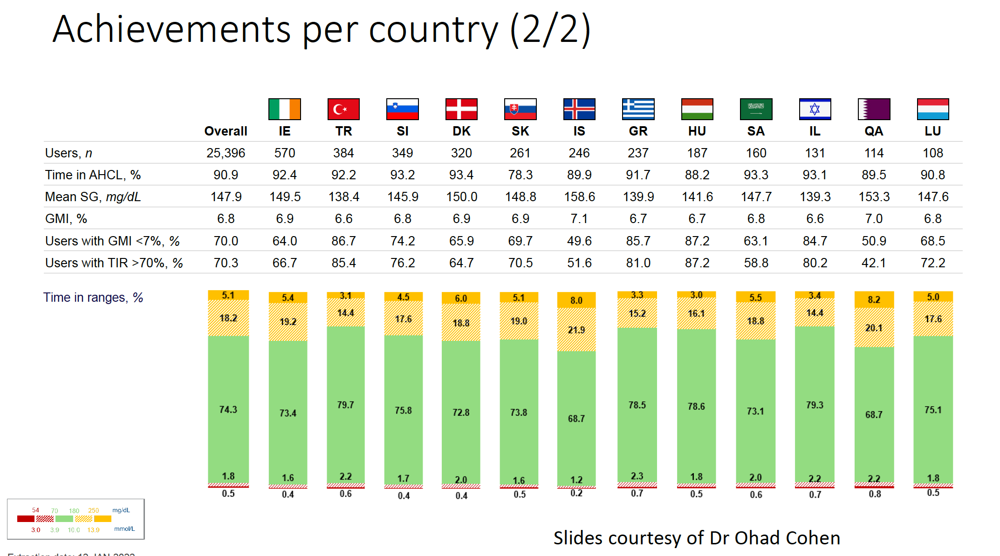 Achievements per country (2/2)
Overall IE TR SI DK SK IS GR HU SA IL QA LU
Users, n 25,396 570 384 349 320 261 246 237 187 160 131 114 108
Time in AHCL, % 90.9 92.4 92.2 93.2 93.4 78.3 89.9 91.7 88.2 93.3 93.1 89.5 90.8
Mean SG, mg/dL 147.9 149.5 138.4 145.9 150.0 148.8 158.6 139.9 141.6 147.7 139.3 153.3 147.6
GMI, % 6.8 6.9 6.6 6.8 6.9 6.9 7.1 6.7 6.7 6.8 6.6 7.0 6.8
Users with GMI <7%, % 70.0 64.0 86.7 74.2 65.9 69.7 49.6 85.7 87.2 63.1 84.7 50.9 68.5
Users with TIR >70%, % 70.3 66.7 85.4 76.2 64.7 70.5 51.6 81.0 87.2 58.8 80.2 42.1 72.2
Time in ranges, % 5.1 5.4 3.1 4.5 6.0 5.1 8.0 3.3 3.0 5.5 3.4 8.2 5.0
18.2 19.2 14.4 17.6 18.8 19.0 21.9 15.2 16.1 18.8 14.4 20.1 17.6
74.3 73.4 79.7 75.8 72.8 73.8 68.7 78.5 78.6 73.1 79.3 68.7 75.1
1.8 1.6 2.2 1.7 2.0 1.6 1.2 2.3 1.8 2.0 2.2 2.2 1.8
0.5 0.4 0.6 0.4 0.4 0.5 0.2 0.7 0.5 0.6 0.7 0.8 0.5
54 70 180 250 mg/dL
3.0 3.9 10.0 13.9 mmol/L
Slides courtesy of Dr Ohad Cohen